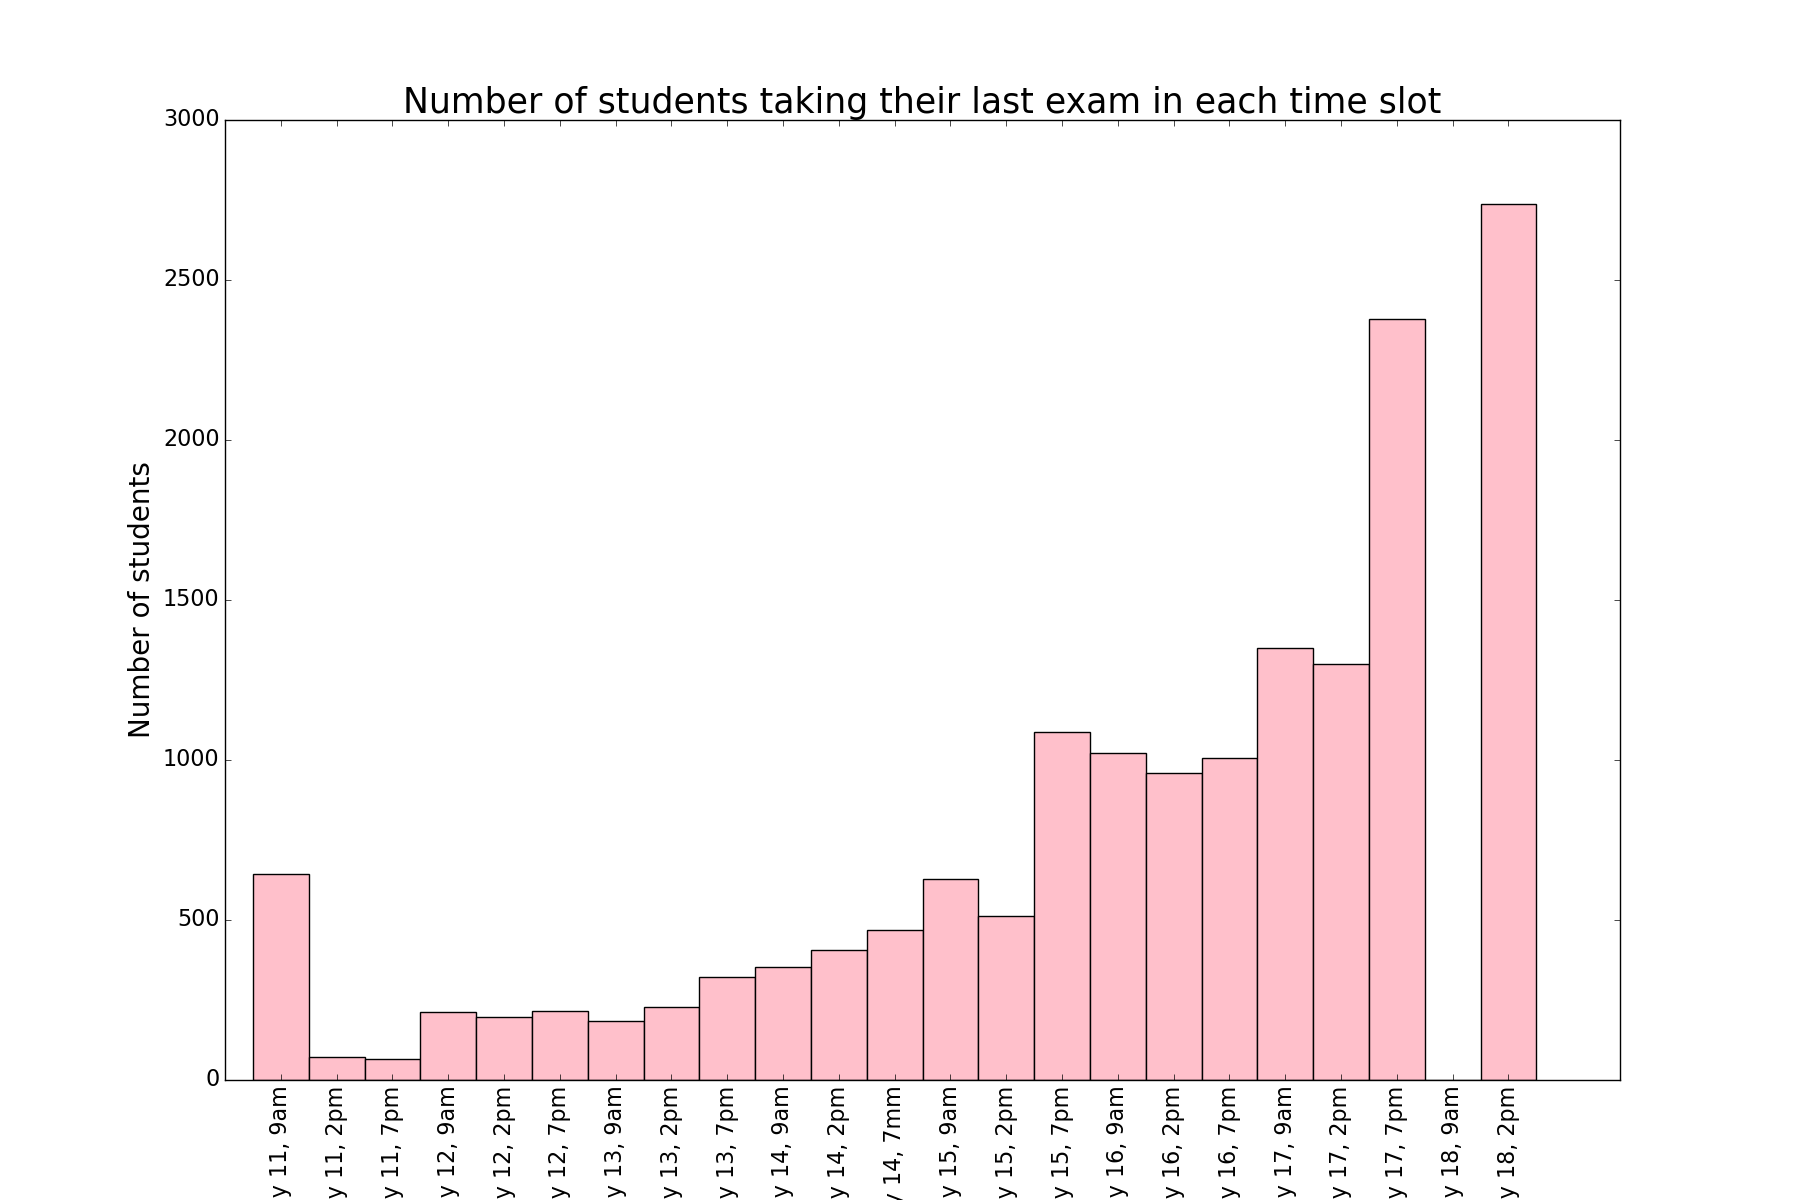 Number of students taking their last exam in each time slot
Number of students
3000
2500
2000
1500
1000
500
0
y 11, 9am
y 11, 2pm
y 11, 7pm
y 12, 9am
y 12, 2pm
y 12, 7pm
y 13, 9am
y 13, 2pm
y 13, 7pm
y 14, 9am
y 14, 2pm
y 14, 7mm
y 15, 9am
y 15, 2pm
y 15, 7pm
y 16, 9am
y 16, 2pm
y 16, 7pm
y 17, 9am
y 17, 2pm
y 17, 7pm
y 18, 9am
y 18, 2pm